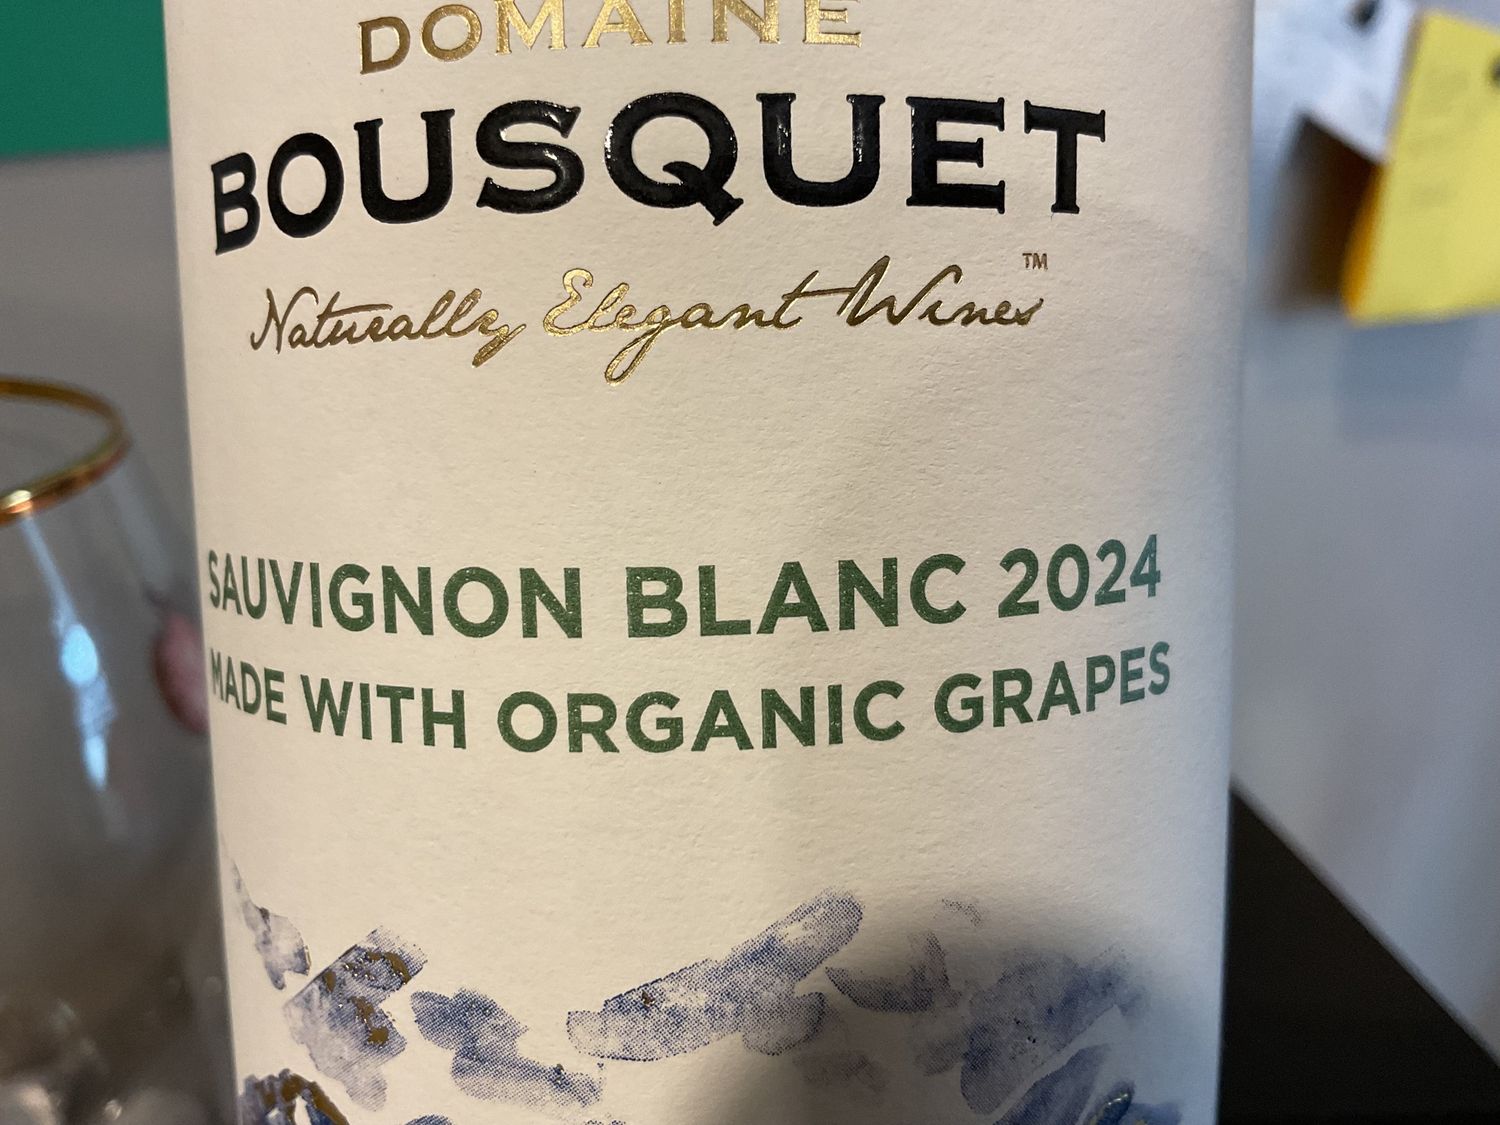 DOMAINE
BOUSQUET
Naturally Elegant Wines™
SAUVIGNON BLANC 2024
MADE WITH ORGANIC GRAPES